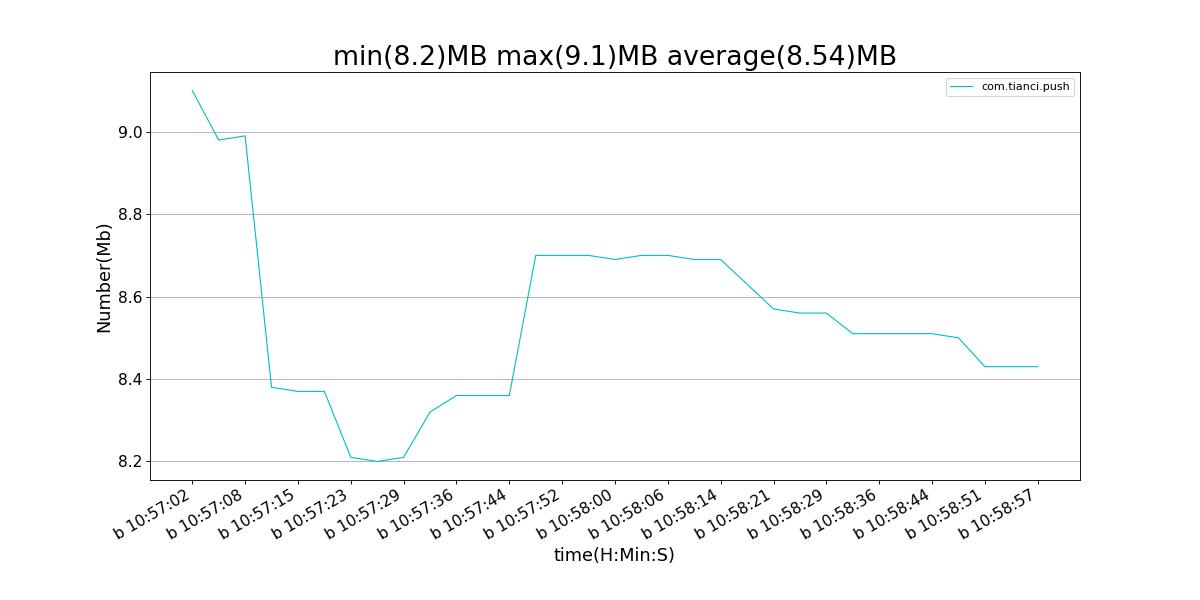 min(8.2)MB max(9.1)MB average(8.54)MB
com.tianci.push
9.0
8.8
8.6
8.4
8.2
Number(Mb)
b 10:57:02
b 10:57:08
b 10:57:15
b 10:57:23
b 10:57:29
b 10:57:36
b 10:57:44
b 10:57:52
b 10:58:00
b 10:58:06
b 10:58:14
b 10:58:21
b 10:58:29
b 10:58:36
b 10:58:44
b 10:58:51
b 10:58:57
time(H:Min:S)